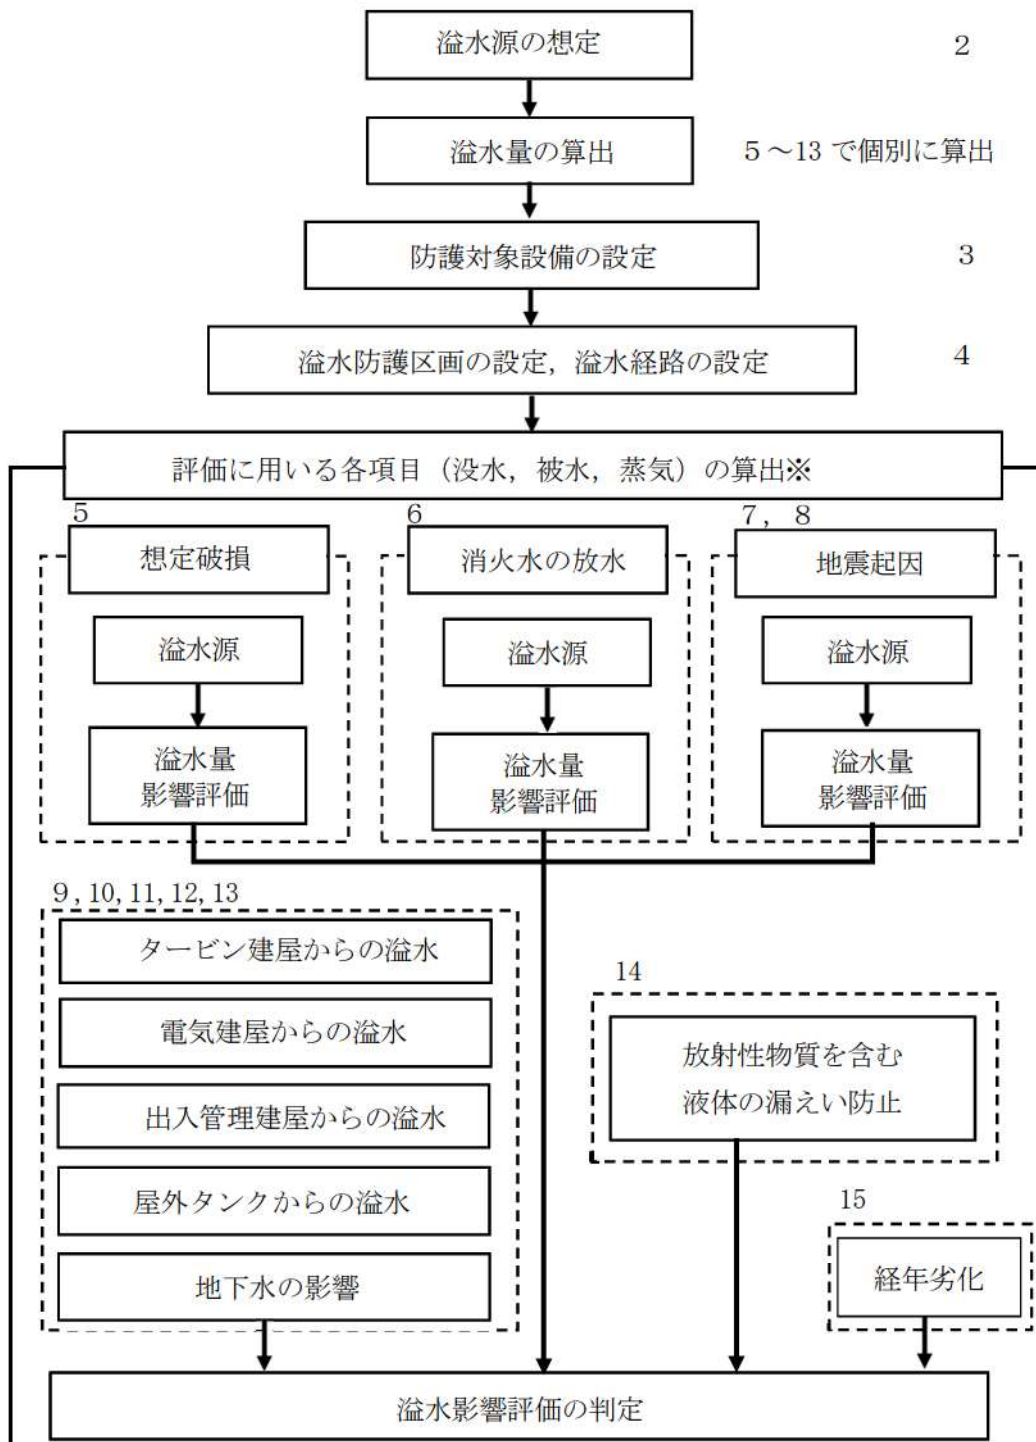 溢水源の想定
２
溢水量の算出
５～13 で個別に算出
防護対象設備の設定
３
溢水防護区画の設定，溢水経路の設定
４
評価に用いる各項目（没水，被水，蒸気）の算出※
５
６
７，８
想定破損
消火水の放水
地震起因
溢水源
溢水源
溢水源
溢水量
影響評価
溢水量
影響評価
溢水量
影響評価
９, 10, 11, 12, 13
タービン建屋からの溢水
電気建屋からの溢水
出入管理建屋からの溢水
屋外タンクからの溢水
地下水の影響
14
放射性物質を含む
液体の漏えい防止
15
経年劣化
溢水影響評価の判定